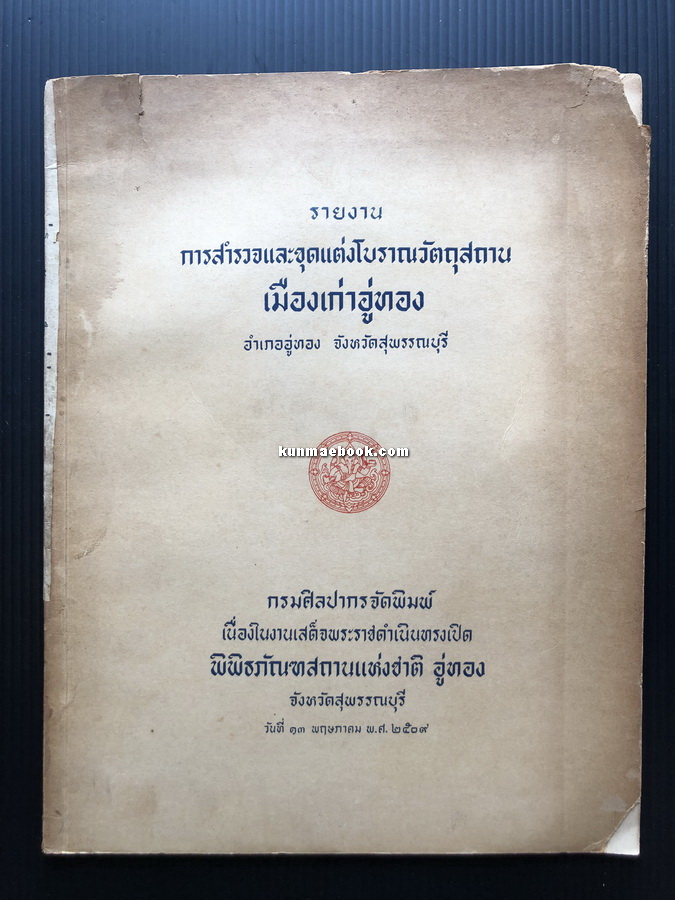 รายงาน
การสำรวจและขุดแต่งโบราณวัตถุสถาน
เมืองเก่าอู่ทอง
อำเภออู่ทอง จังหวัดสุพรรณบุรี
kunmaebook.com
กรมศิลปากรจัดพิมพ์
เนื่องในงานเสด็จพระราชดำเนินทรงเปิด
พิพิธภัณฑสถานแห่งชาติ อู่ทอง
จังหวัดสุพรรณบุรี
วันที่ ๑๓ พฤษภาคม พ.ศ. ๒๕๐๙